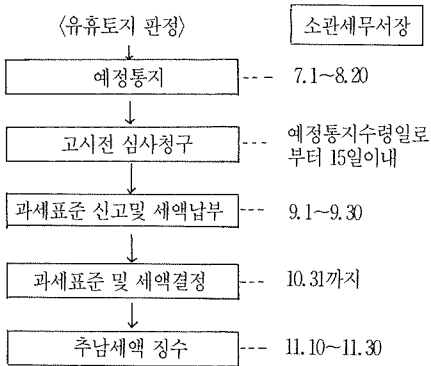 〈유휴토지 판정〉
소관세무서장
예정통지 --- 7.1~8.20
고시전 심사청구 --- 예정통지수령일로
부터 15일이내
과세표준 신고및 세액납부 --- 9.1~9.30
과세표준 및 세액결정 --- 10.31까지
추남세액 징수 --- 11.10~11.30